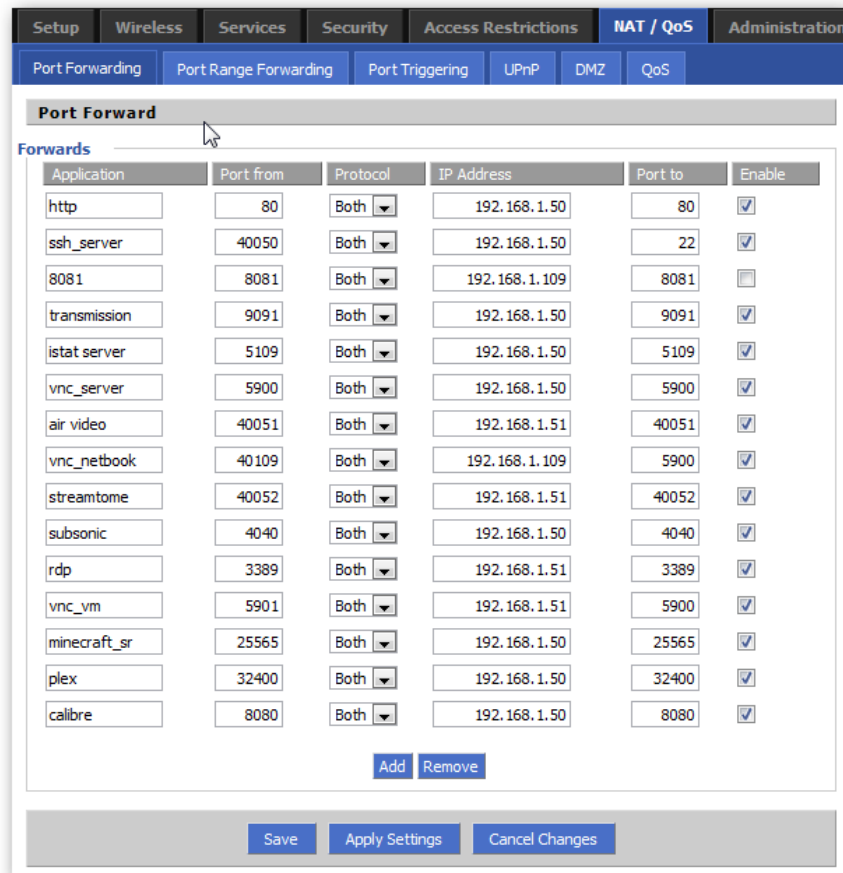 Setup Wireless Services Security Access Restrictions NAT / QoS Administration
Port Forwarding Port Range Forwarding Port Triggering UPnP DMZ QoS
Port Forward
Forwards
Application Port from Protocol IP Address Port to Enable
http 80 Both 192.168.1.50 80
ssh_server 40050 Both 192.168.1.50 22
8081 8081 Both 192.168.1.109 8081
transmission 9091 Both 192.168.1.50 9091
istat server 5109 Both 192.168.1.50 5109
vnc_server 5900 Both 192.168.1.50 5900
air video 40051 Both 192.168.1.51 40051
vnc_netbook 40109 Both 192.168.1.109 5900
streamtome 40052 Both 192.168.1.51 40052
subsonic 4040 Both 192.168.1.50 4040
rdp 3389 Both 192.168.1.51 3389
vnc_vm 5901 Both 192.168.1.51 5900
minecraft_sr 25565 Both 192.168.1.50 25565
plex 32400 Both 192.168.1.50 32400
calibre 8080 Both 192.168.1.50 8080
Add Remove
Save Apply Settings Cancel Changes